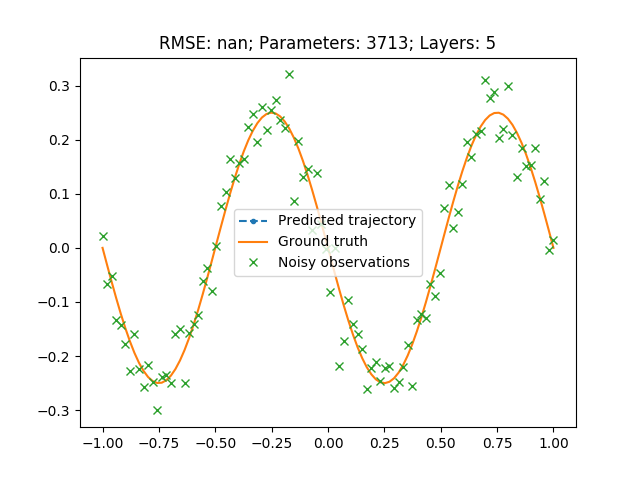 RMSE: nan; Parameters: 3713; Layers: 5
0.3
0.2
0.1
0.0
−0.1
−0.2
−0.3
Predicted trajectory
Ground truth
Noisy observations
−1.00 −0.75 −0.50 −0.25 0.00 0.25 0.50 0.75 1.00